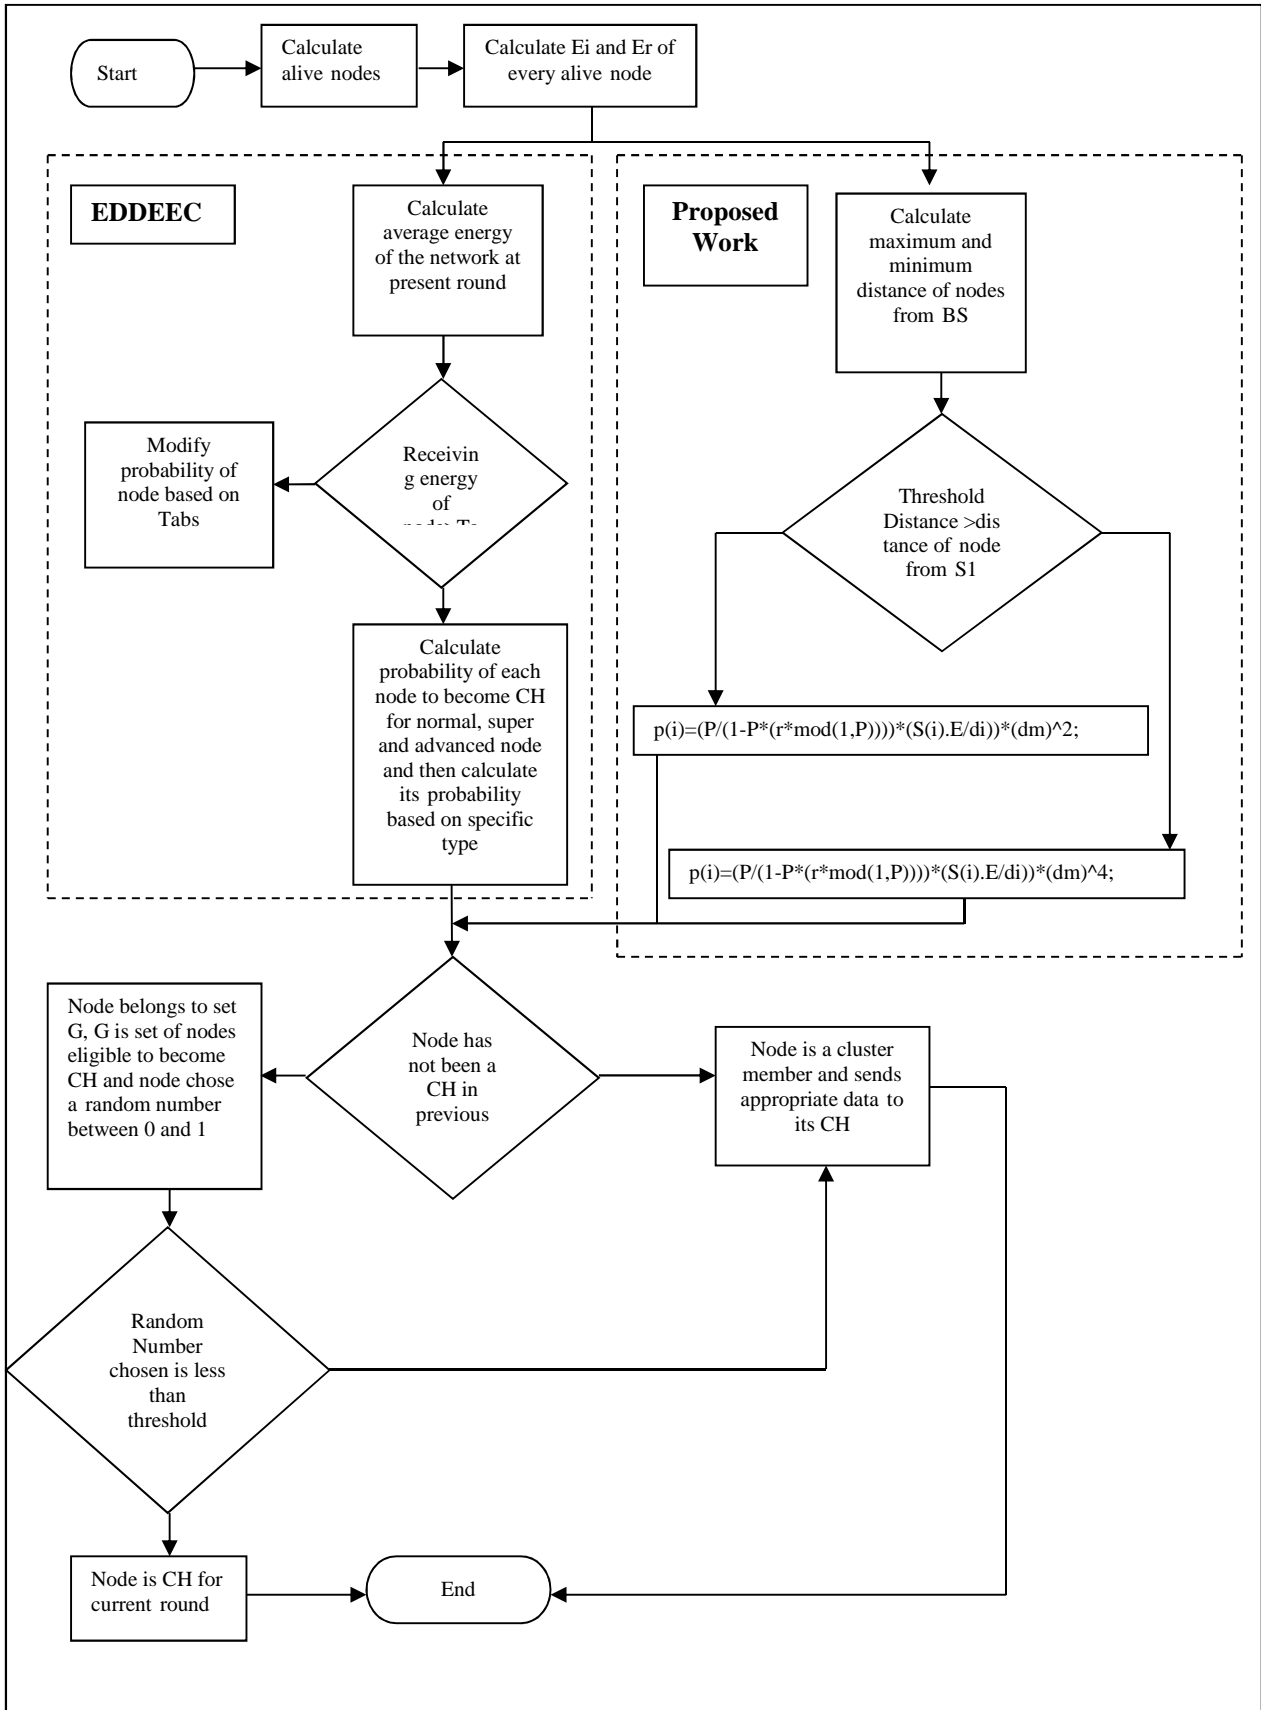 Start
Calculate
alive nodes
Calculate Ei and Er of
every alive node
EDDEEC
Calculate
average energy
of the network at
present round
Proposed
Work
Calculate
maximum and
minimum
distance of nodes
from BS
Modify
probability of
node based on
Tabs
Receivin
g energy
of
Threshold
Distance >dis
tance of node
from S1
Calculate
probability of each
node to become CH
for normal, super
and advanced node
and then calculate
its probability
based on specific
type
p(i)=(P/(1-P*(r*mod(1,P))))*(S(i).E/di))*(dm)^2;
p(i)=(P/(1-P*(r*mod(1,P))))*(S(i).E/di))*(dm)^4;
Node belongs to set
G, G is set of nodes
eligible to become
CH and node chose
a random number
between 0 and 1
Node has
not been a
CH in
previous
Node is a cluster
member and sends
appropriate data to
its CH
Random
Number
chosen is less
than
threshold
Node is CH for
current round
End